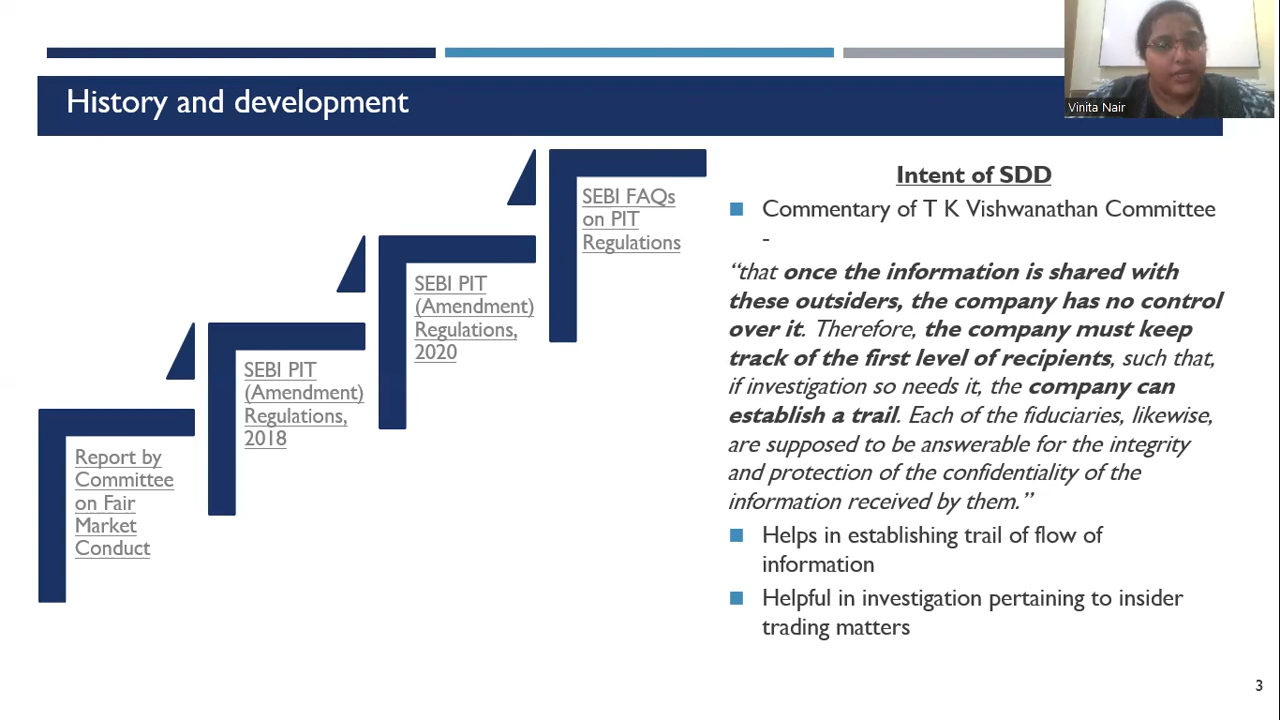 History and development
Vinita Nair
Report by
Committee
on Fair
Market
Conduct
SEBI PIT
(Amendment)
Regulations,
2018
SEBI PIT
(Amendment)
Regulations,
2020
SEBI FAQs
on PIT
Regulations
Intent of SDD
Commentary of T K Vishwanathan Committee
-
“that once the information is shared with
these outsiders, the company has no control
over it. Therefore, the company must keep
track of the first level of recipients, such that,
if investigation so needs it, the company can
establish a trail. Each of the fiduciaries, likewise,
are supposed to be answerable for the integrity
and protection of the confidentiality of the
information received by them.”
Helps in establishing trail of flow of
information
Helpful in investigation pertaining to insider
trading matters
3